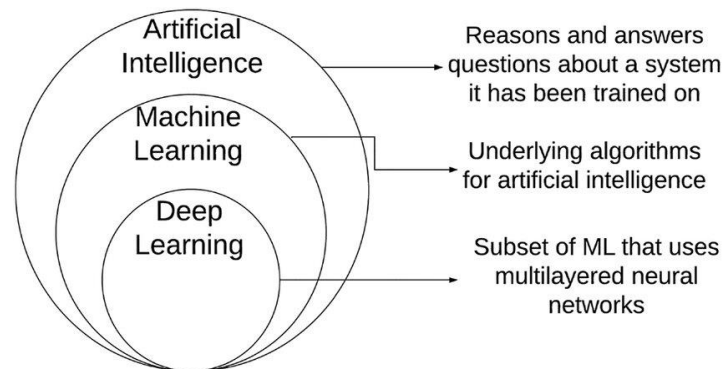 Artificial
Intelligence
Reasons and answers
questions about a system
it has been trained on
Machine
Learning
Underlying algorithms
for artificial intelligence
Deep
Learning
Subset of ML that uses
multilayered neural
networks